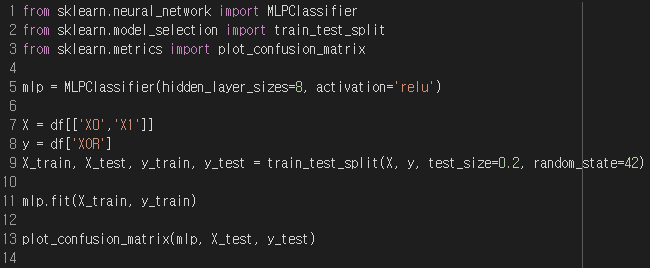 1 from sklearn.neural_network import MLPClassifier
2 from sklearn.model_selection import train_test_split
3 from sklearn.metrics import plot_confusion_matrix
4
5 mlp = MLPClassifier(hidden_layer_sizes=8, activation='relu')
6
7 X = df[['X0','X1']]
8 y = df['XOR']
9 X_train, X_test, y_train, y_test = train_test_split(X, y, test_size=0.2, random_state=42)
10
11 mlp.fit(X_train, y_train)
12
13 plot_confusion_matrix(mlp, X_test, y_test)
14